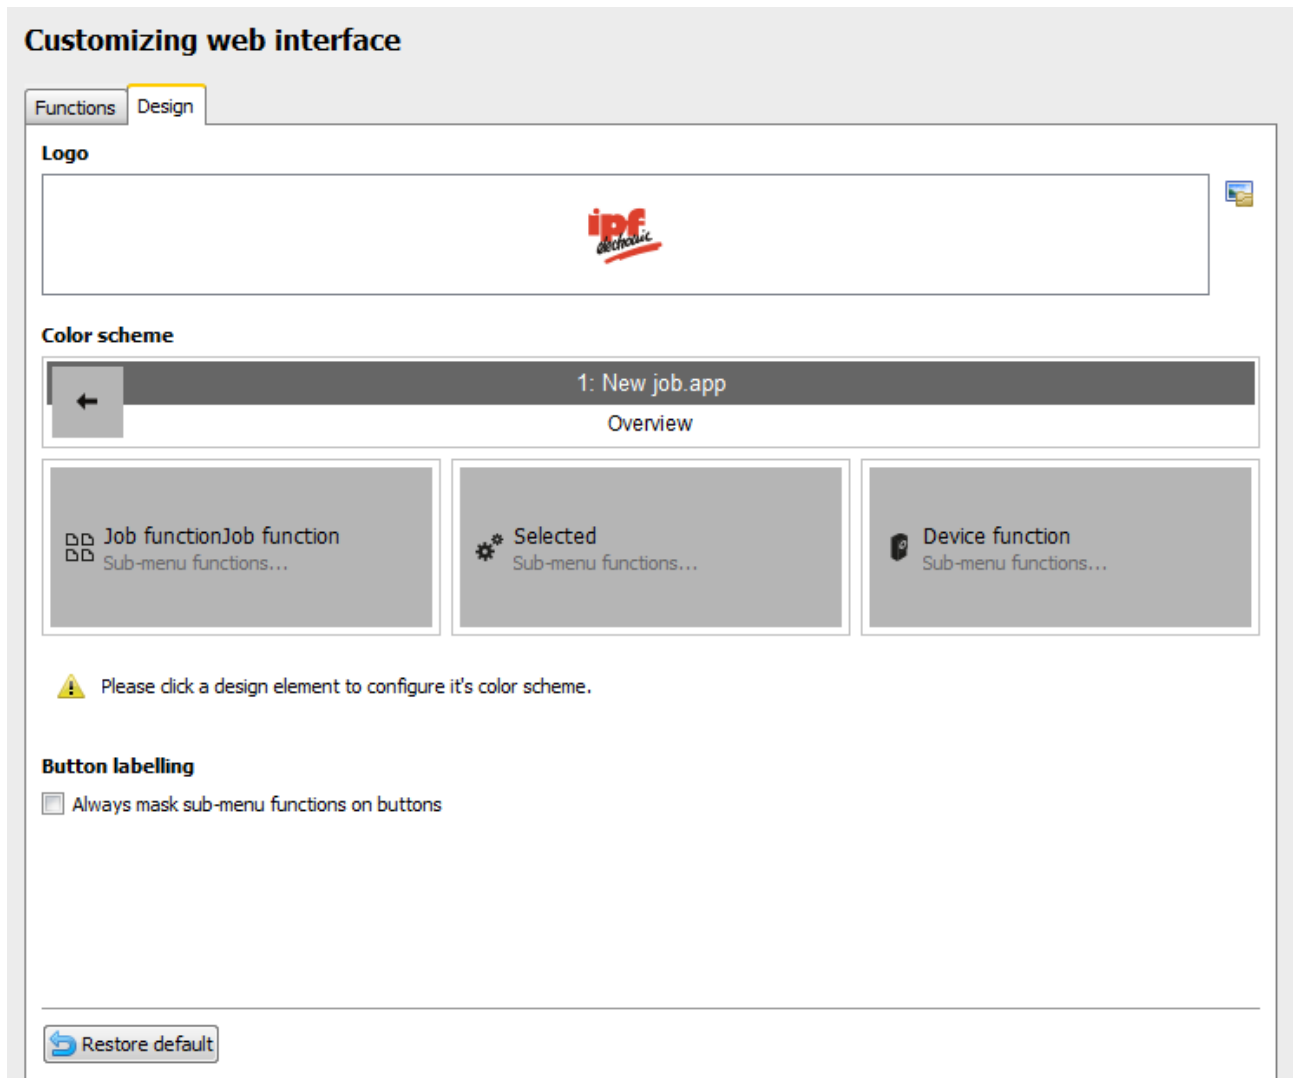 Customizing web interface
Functions Design
Logo
ipf
electronic
Color scheme
1: New job.app
Overview
Job functionJob function
Sub-menu functions...
Selected
Sub-menu functions...
Device function
Sub-menu functions...
Please click a design element to configure it's color scheme.
Button labelling
Always mask sub-menu functions on buttons
Restore default